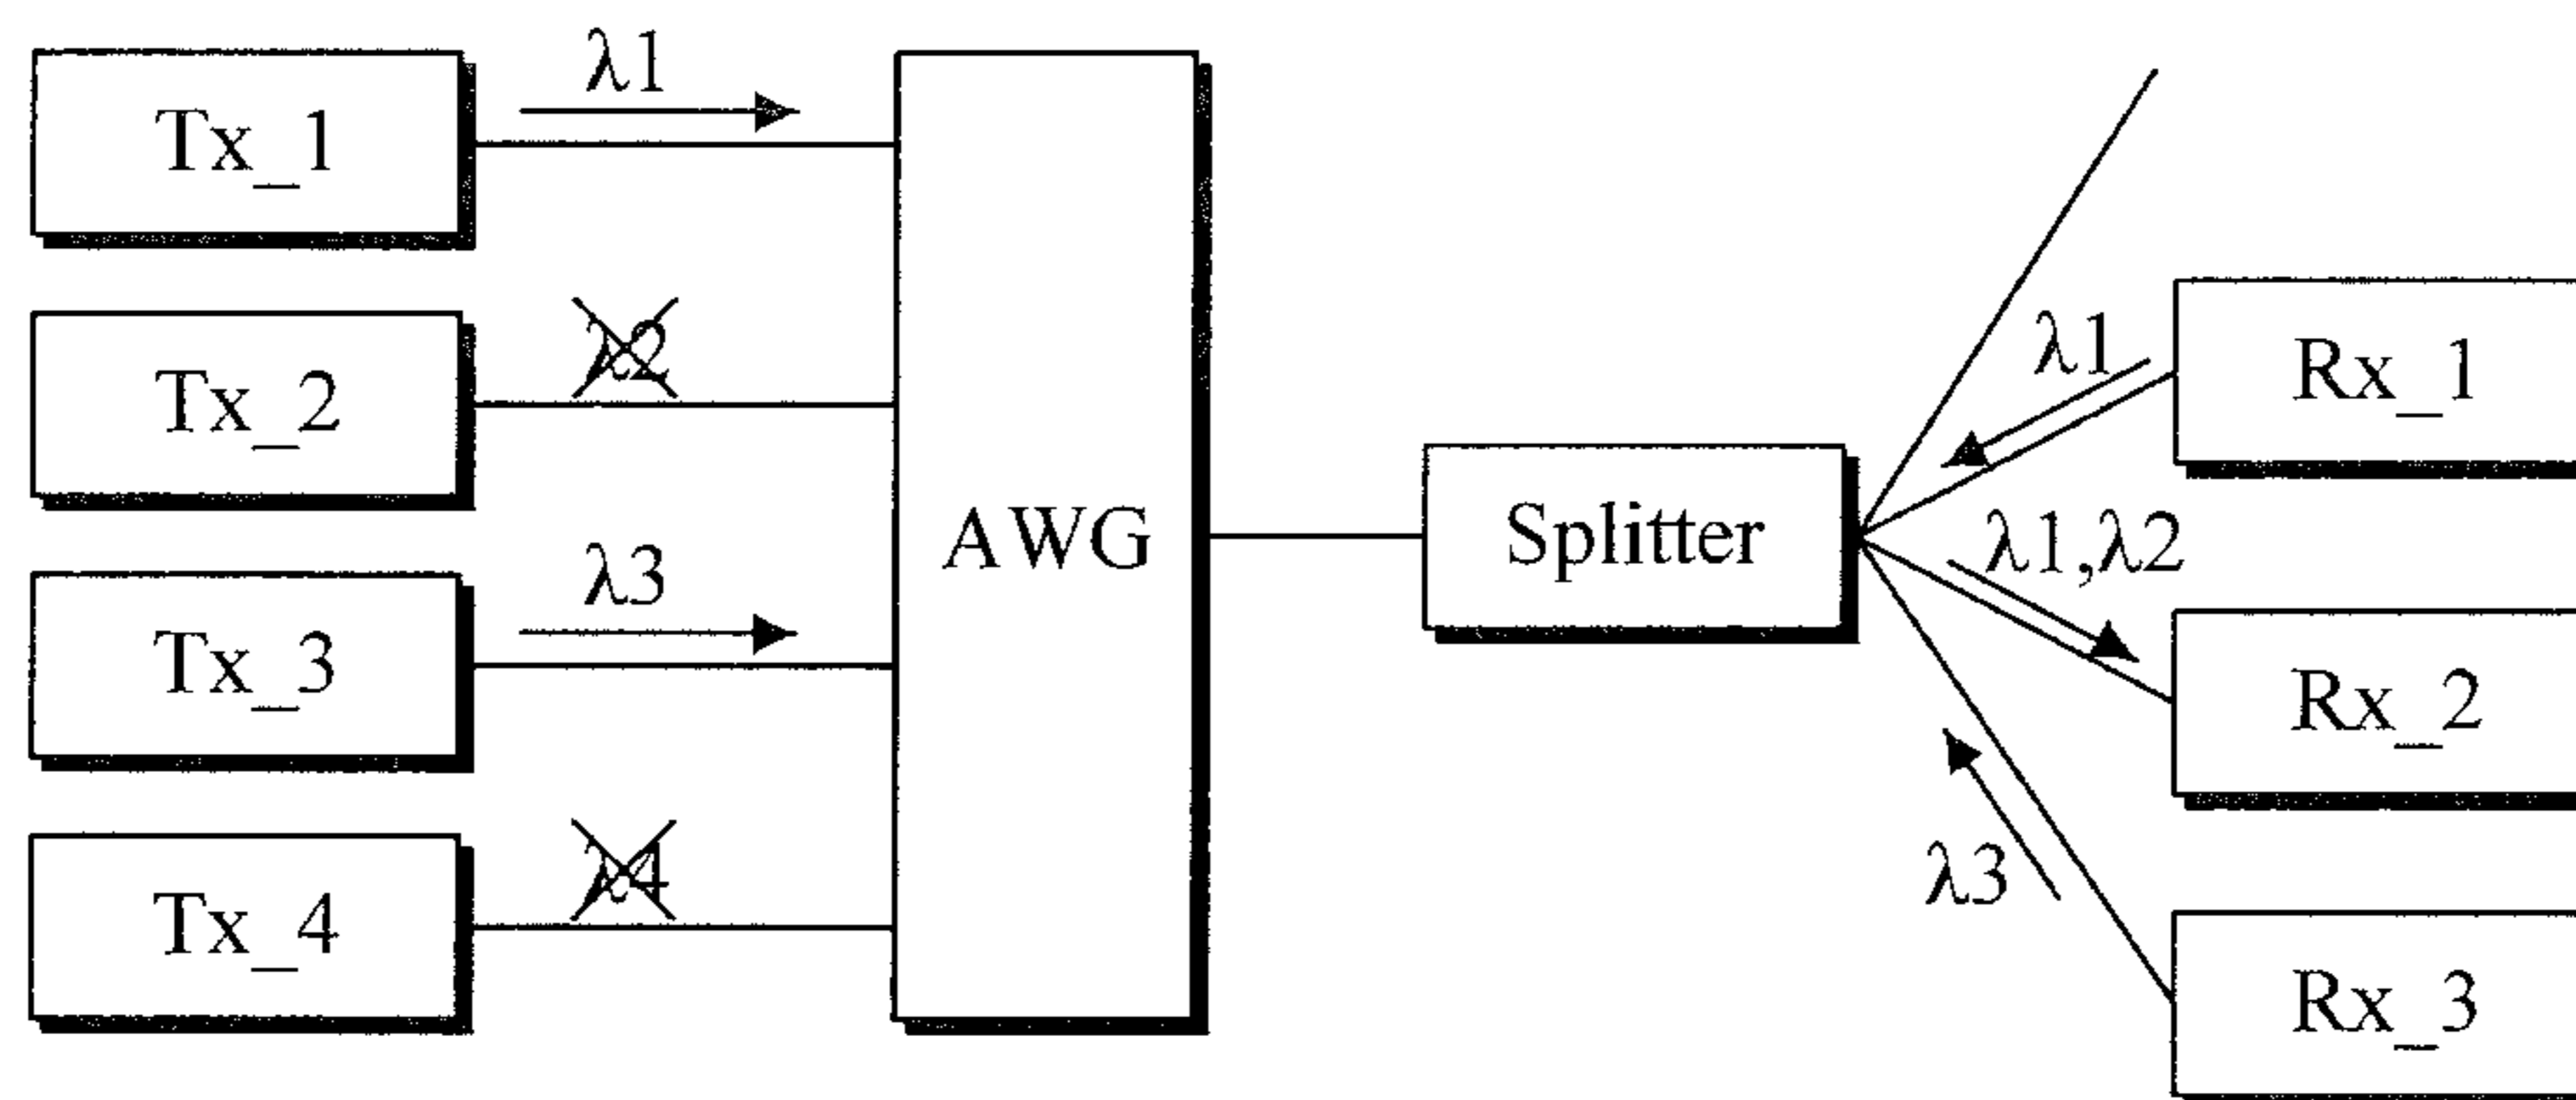 λ1
Tx_1
λ2
Tx_2
λ3
Tx_3
λ4
Tx_4
AWG
Splitter
λ1
Rx_1
λ1,λ2
Rx_2
λ3
Rx_3